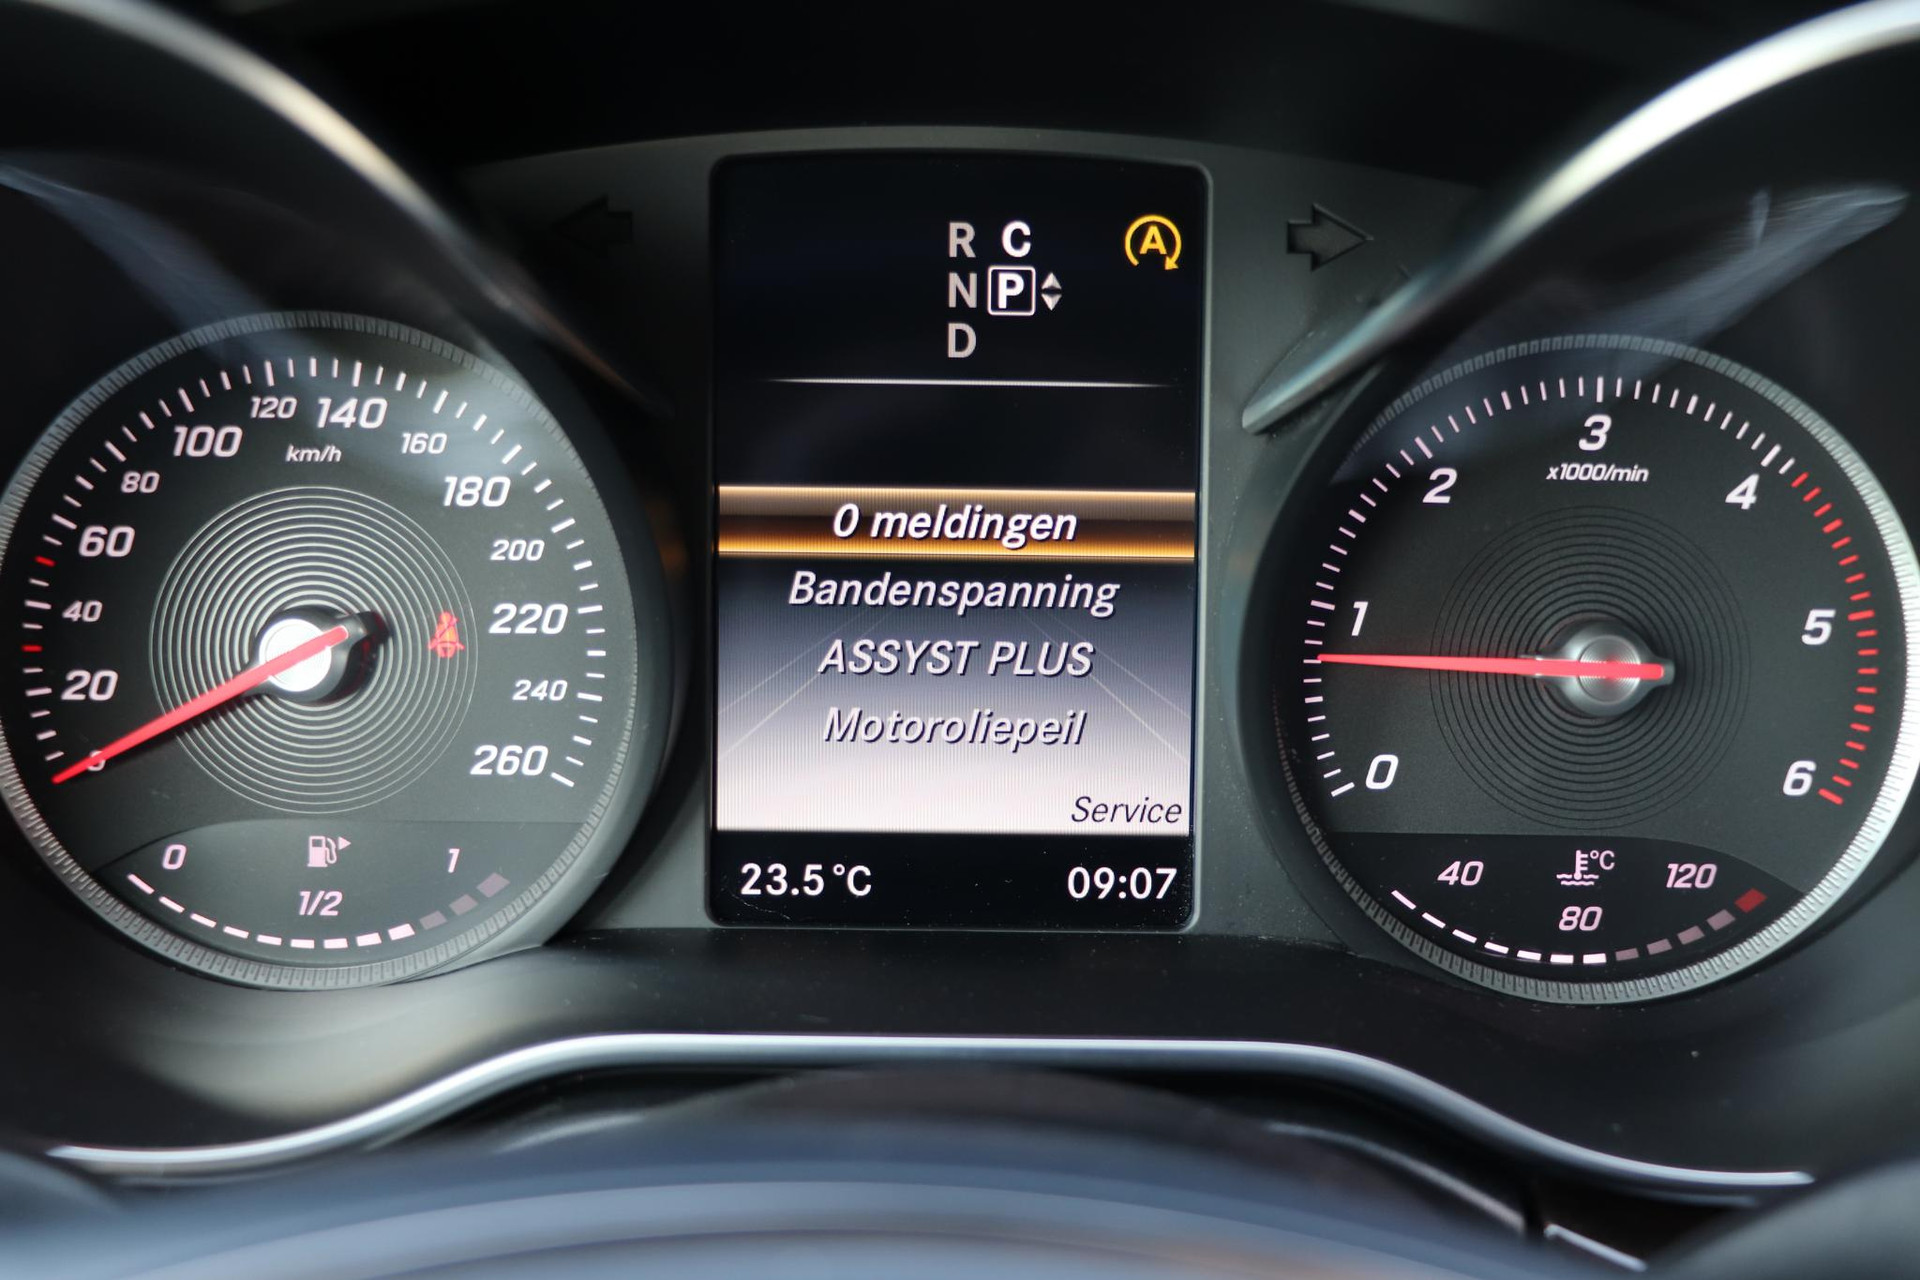 R C
N P
D
A
0 meldingen
Bandenspanning
ASSYST PLUS
Motoroliepeil
Service
23.5 °C 09:07
0
20
40
60
80
100
120
140
160
180
200
220
240
260
km/h
0
1/2
1
0
1
2
3
4
5
6
x1000/min
°C
40
80
120